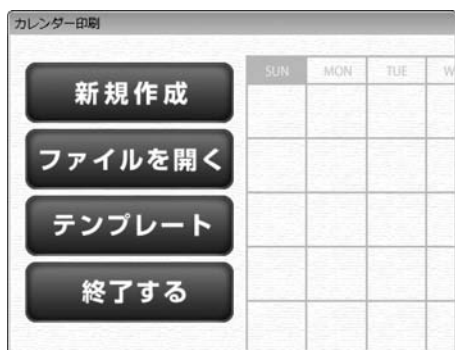 カレンダー印刷
SUN MON TUE W
新規作成
ファイルを開く
テンプレート
終了する